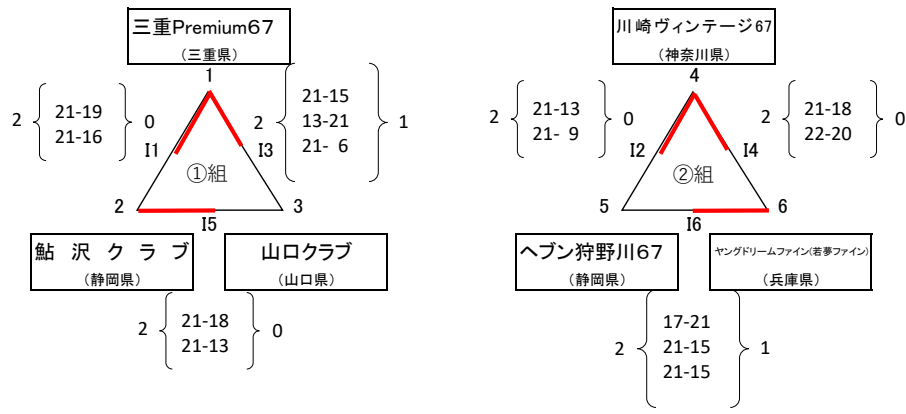 三重Premium67
(三重県)
1
2 21-19 0
21-16
2 21-15 1
13-21
21- 6
I1
I3
①組
2
3
I5
鮎 沢 ク ラ ブ
(静岡県)
山口クラブ
(山口県)
2 21-18 0
21-13
川崎ヴィンテージ67
(神奈川県)
4
2 21-13 0
21- 9
2 21-18 0
22-20
I2
I4
②組
5
6
I6
ヘブン狩野川67
(静岡県)
ヤングドリームファイン(若夢ファイン)
(兵庫県)
2 17-21 1
21-15
21-15